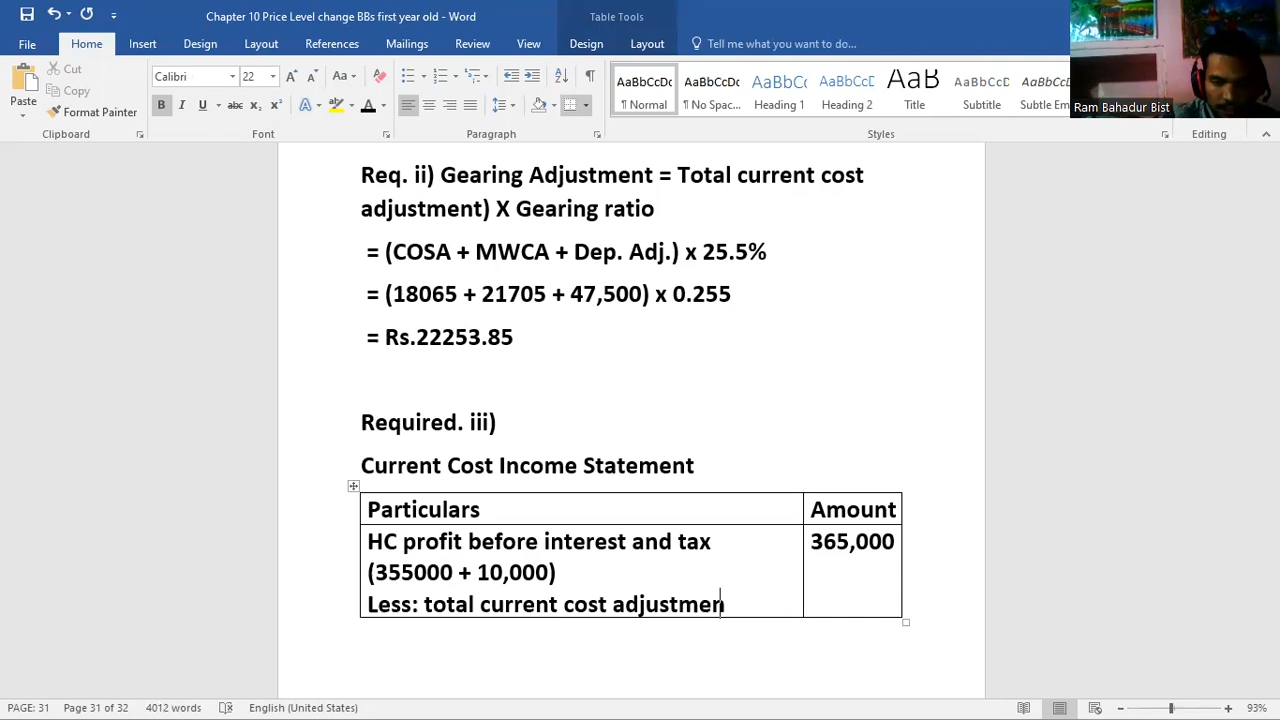 Chapter 10 Price Level change BBs first year old - Word
Table Tools
File Home Insert Design Layout References Mailings Review View Design Layout Tell me what you want to do...
Paste
Cut
Copy
Format Painter
Clipboard
Calibri 22
Font
Paragraph
AaBbCcDc AaBbCcDc AaBbCc AaBbCcD AaB AaBbCcD
¶ Normal ¶ No Spac... Heading 1 Heading 2 Title Subtitle Subtle Em...
Styles
Editing
Ram Bahadur Bist
Req. ii) Gearing Adjustment = Total current cost
adjustment) X Gearing ratio
= (COSA + MWCA + Dep. Adj.) x 25.5%
= (18065 + 21705 + 47,500) x 0.255
= Rs.22253.85
Required. iii)
Current Cost Income Statement
Particulars Amount
HC profit before interest and tax 365,000
(355000 + 10,000)
Less: total current cost adjustmen
PAGE: 31 Page 31 of 32 4012 words English (United States) 93%